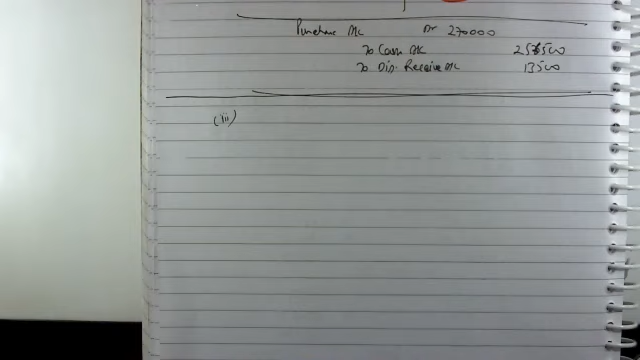 Purchase A/c Dr 270000
To Cash A/c 256500
To Dis. Receive A/c 13500
(iii)